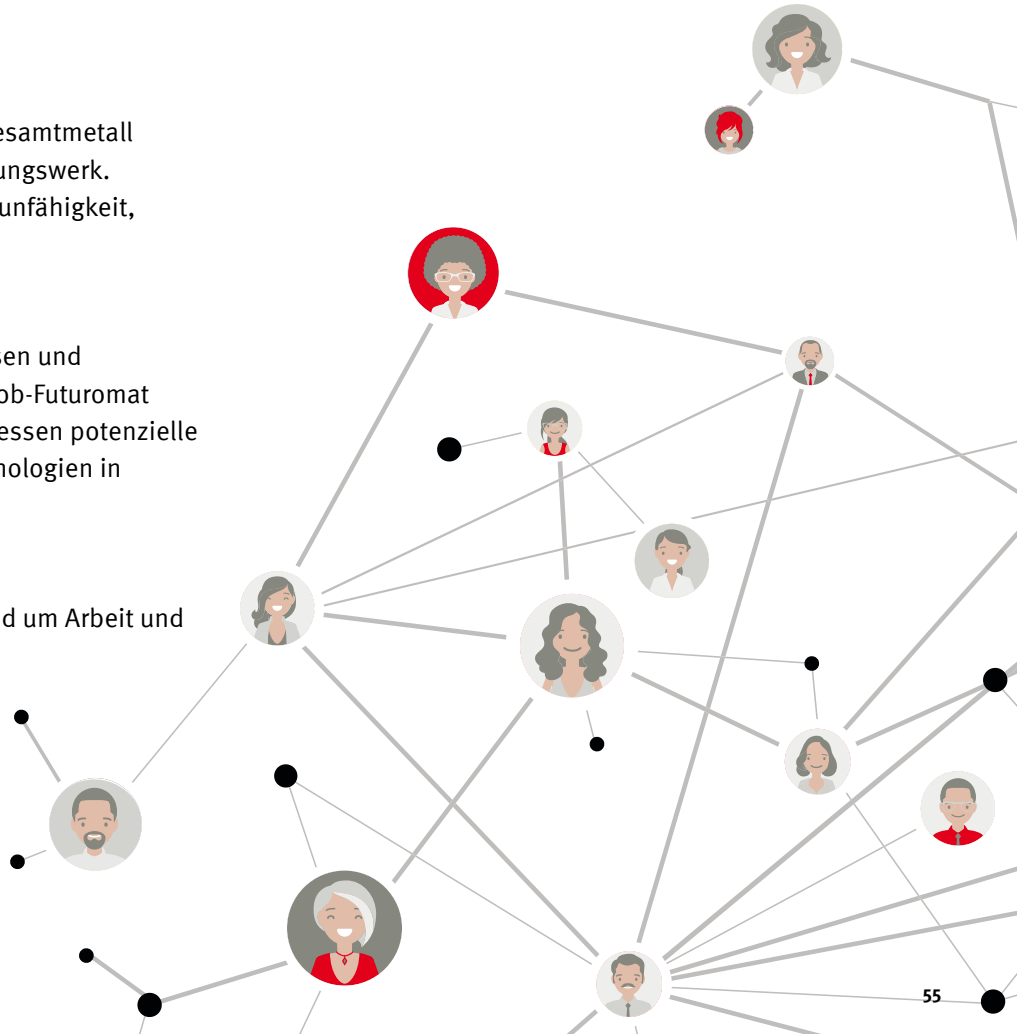 esamtmetall
ungswerk.
unfähigkeit,
sen und
ob-Futuromat
essen potenzielle
nologien in
d um Arbeit und
55